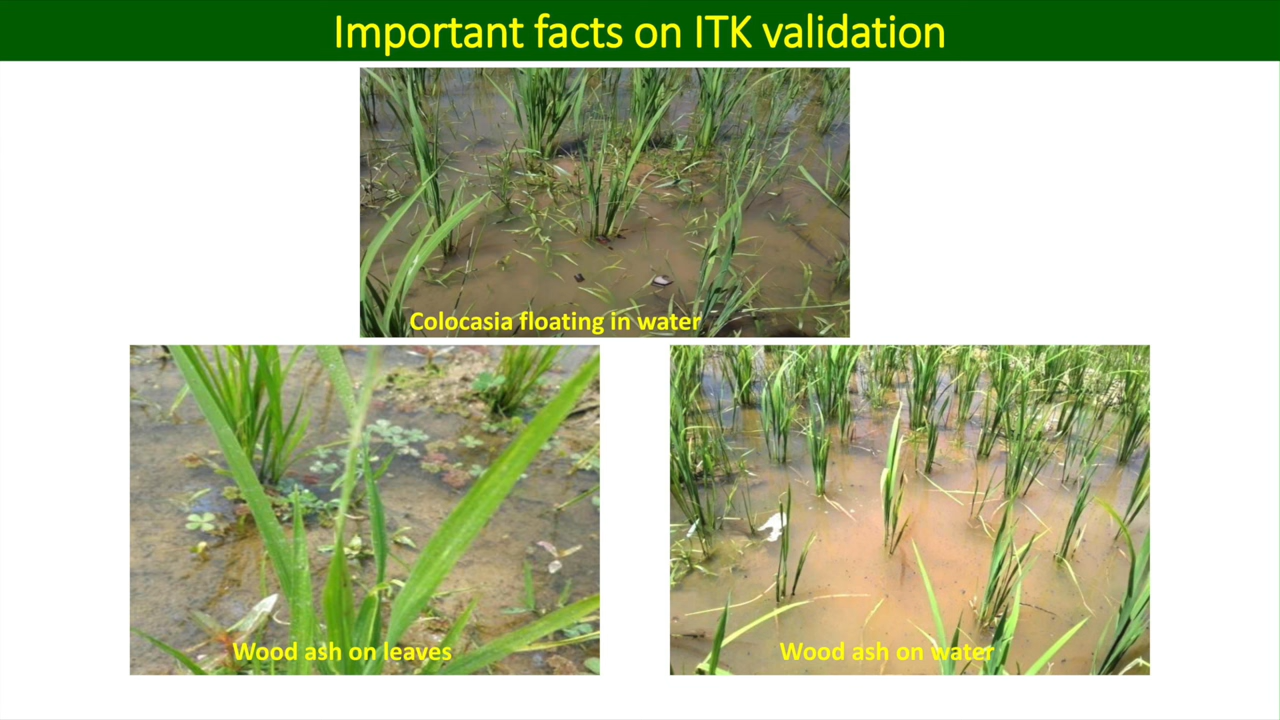 Important facts on ITK validation
Colocasia floating in water
Wood ash on leaves
Wood ash on water